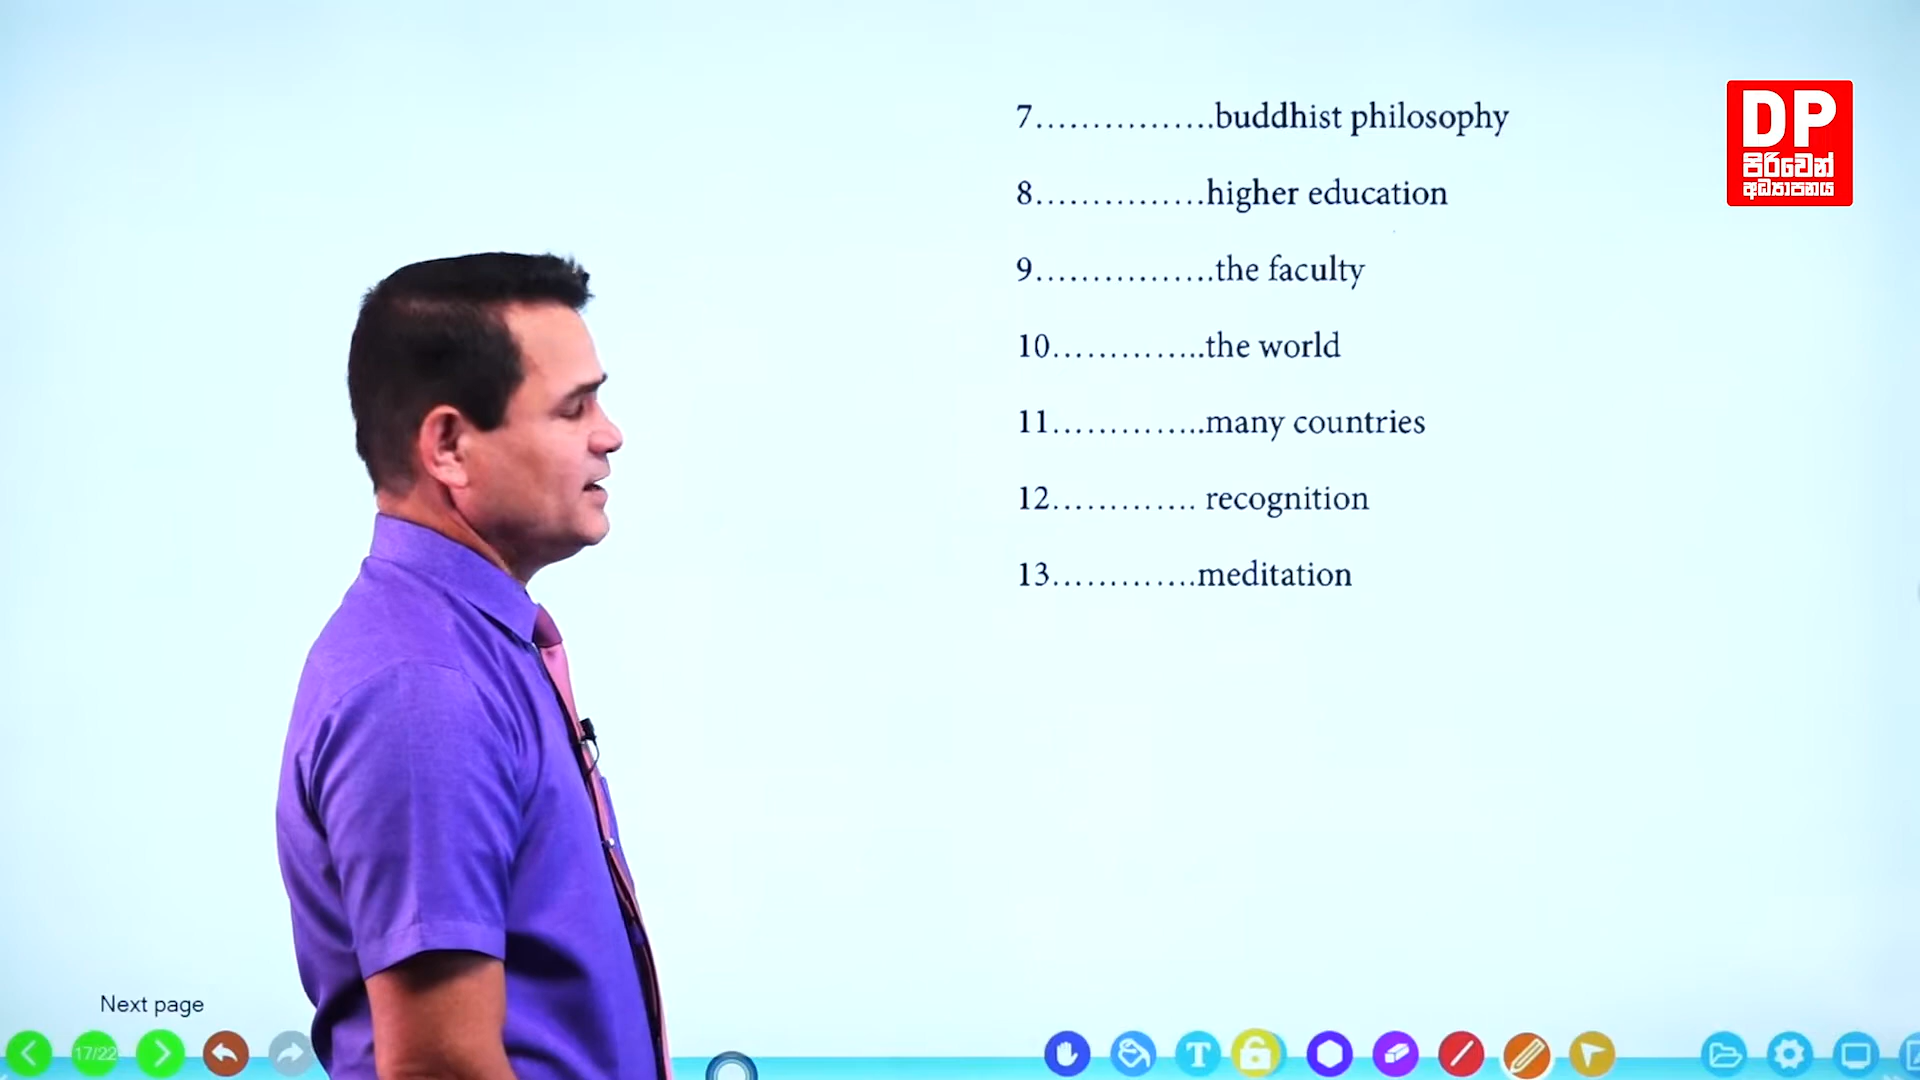 7................buddhist philosophy
8...............higher education
9................the faculty
10..............the world
11..............many countries
12............. recognition
13.............meditation
DP
පිරිවෙන්
අධ්‍යාපනය
Next page
17/22
T